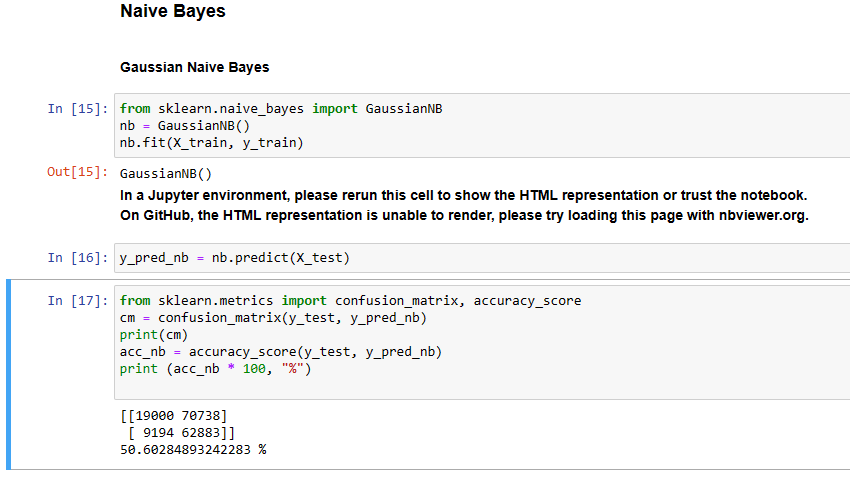 Naive Bayes
Gaussian Naive Bayes
In [15]: from sklearn.naive_bayes import GaussianNB
nb = GaussianNB()
nb.fit(X_train, y_train)
Out[15]: GaussianNB()
In a Jupyter environment, please rerun this cell to show the HTML representation or trust the notebook.
On GitHub, the HTML representation is unable to render, please try loading this page with nbviewer.org.
In [16]: y_pred_nb = nb.predict(X_test)
In [17]: from sklearn.metrics import confusion_matrix, accuracy_score
cm = confusion_matrix(y_test, y_pred_nb)
print(cm)
acc_nb = accuracy_score(y_test, y_pred_nb)
print (acc_nb * 100, "%")
[[19000 70738]
[ 9194 62883]]
50.60284893242283 %